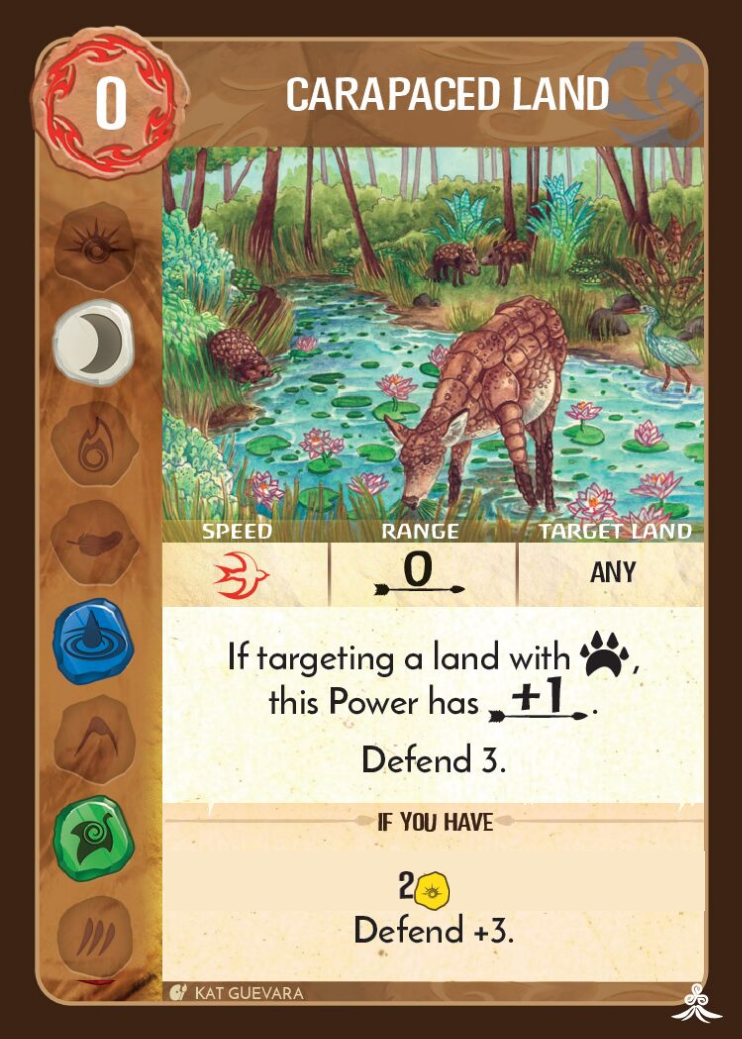 0
CARAPACED LAND
SPEED RANGE TARGET LAND
0 ANY
If targeting a land with ,
this Power has +1.
Defend 3.
IF YOU HAVE
2
Defend +3.
KAT GUEVARA